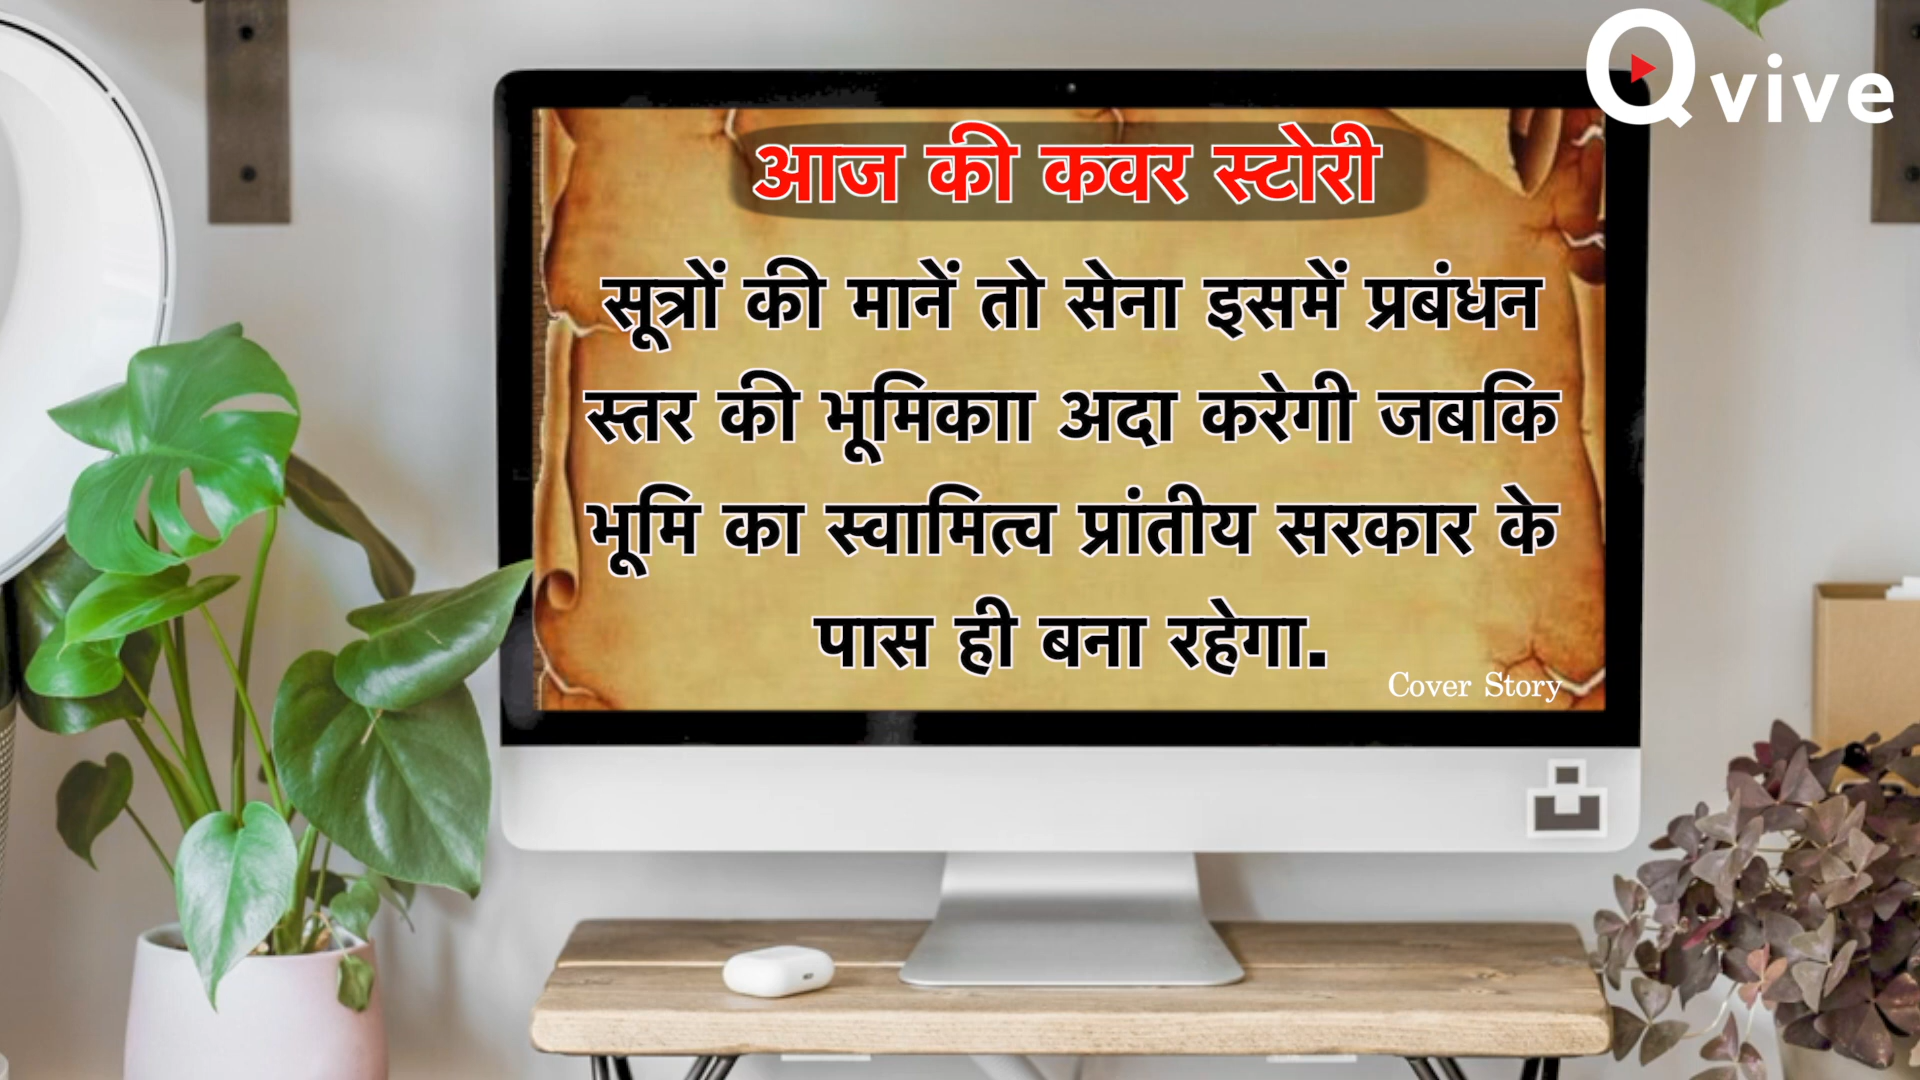 Qvive
आज की कवर स्टोरी
सूत्रों की मानें तो सेना इसमें प्रबंधन
स्तर की भूमिकाा अदा करेगी जबकि
भूमि का स्वामित्व प्रांतीय सरकार के
पास ही बना रहेगा.
Cover Story